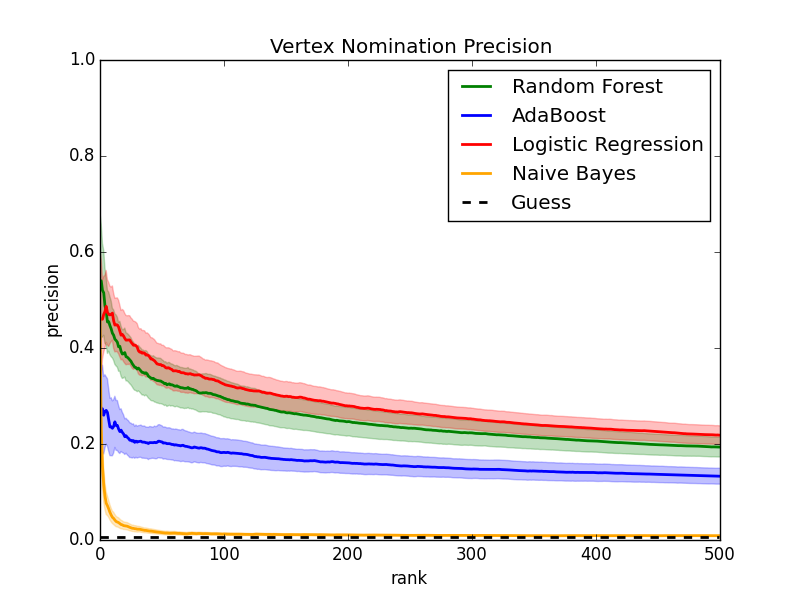 Vertex Nomination Precision
1.0
0.8
0.6
0.4
0.2
0.0
precision
Random Forest
AdaBoost
Logistic Regression
Naive Bayes
Guess
0 100 200 300 400 500
rank